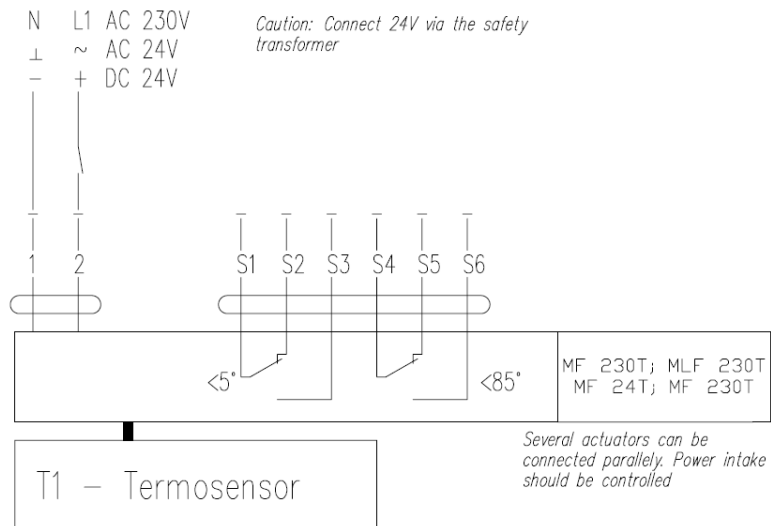 N L1 AC 230V
⊥ ~ AC 24V
− + DC 24V
Caution: Connect 24V via the safety
transformer
1 2 S1 S2 S3 S4 S5 S6
<5° <85°
MF 230T; MLF 230T
MF 24T; MF 230T
T1 – Termosensor
Several actuators can be
connected parallely. Power intake
should be controlled